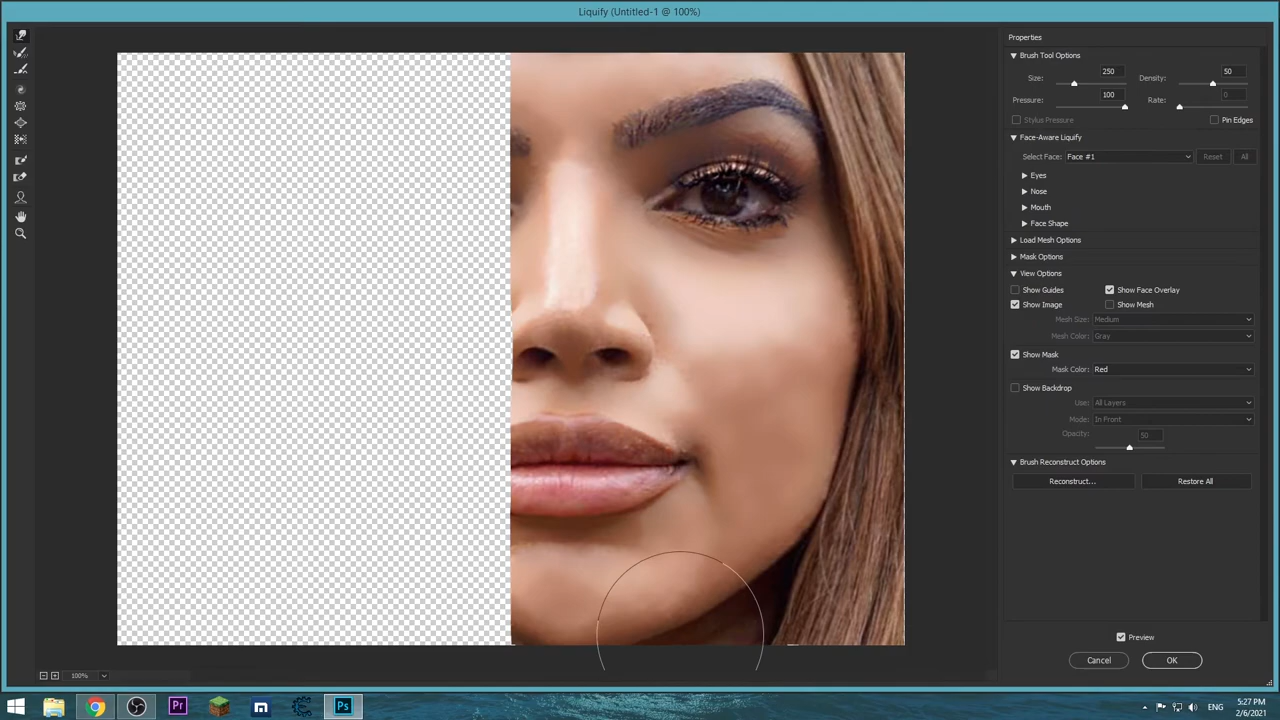 Liquify (Untitled-1 @ 100%)
Properties
Brush Tool Options
Size: 250 Density: 50
Pressure: 100 Rate: 0
Stylus Pressure Pin Edges
Face-Aware Liquify
Select Face: Face #1 Reset All
Eyes
Nose
Mouth
Face Shape
Load Mesh Options
Mask Options
View Options
Show Guides Show Face Overlay
Show Image Show Mesh
Mesh Size: Medium
Mesh Color: Gray
Show Mask
Mask Color: Red
Show Backdrop
Use: All Layers
Mode: In Front
Opacity: 50
Brush Reconstruct Options
Reconstruct... Restore All
Preview
Cancel OK
100%
Pr Ps ENG 5:27 PM
2/6/2021